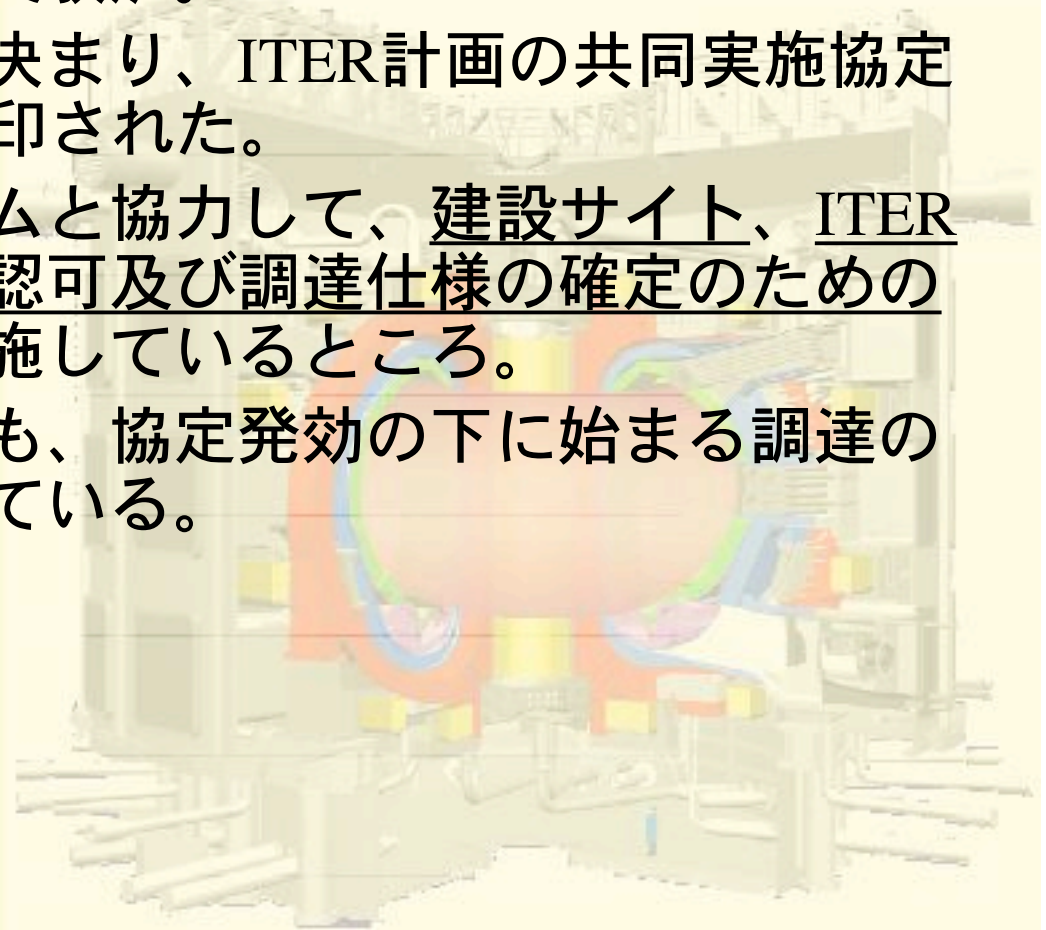 決まり、ITER計画の共同実施協定
印された。
ムと協力して、建設サイト、ITER
認可及び調達仕様の確定のための
施しているところ。
も、協定発効の下に始まる調達の
ている。